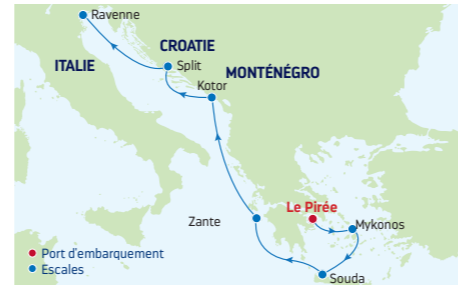 Ravenne
CROATIE
ITALIE
Split
MONTÉNÉGRO
Kotor
Le Pirée
Zante
Mykonos
Port d'embarquement
Escales
Souda